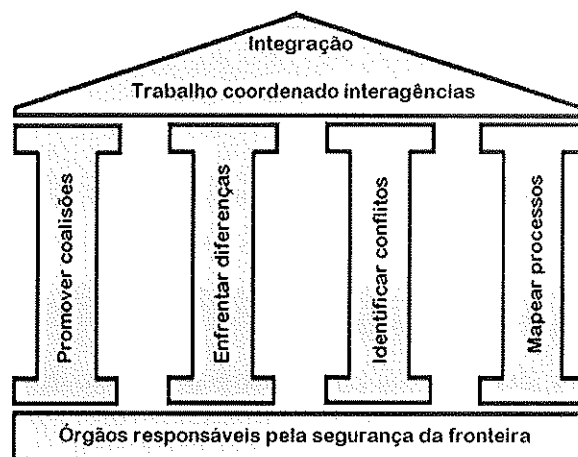 Integração
Trabalho coordenado interagências
Promover coalisões
Enfrentar diferenças
Identificar conflitos
Mapear processos
Órgãos responsáveis pela segurança da fronteira